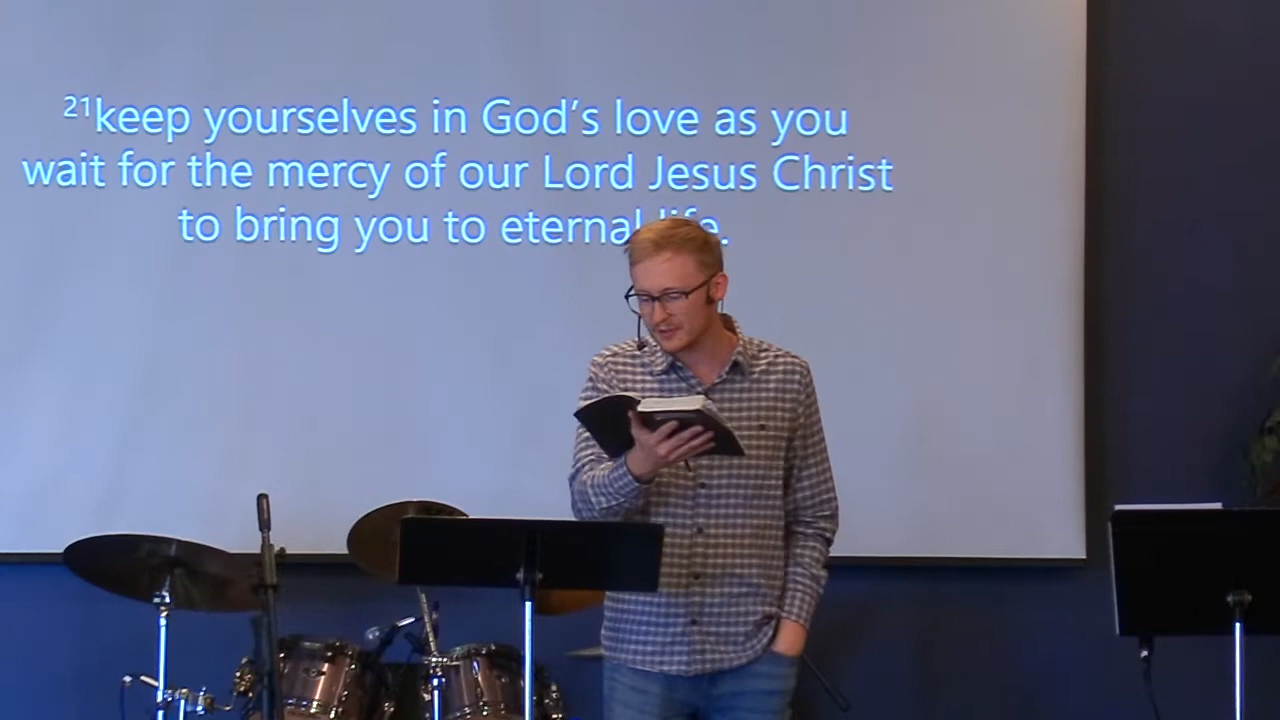 ²¹keep yourselves in God's love as you
wait for the mercy of our Lord Jesus Christ
to bring you to eternal life.